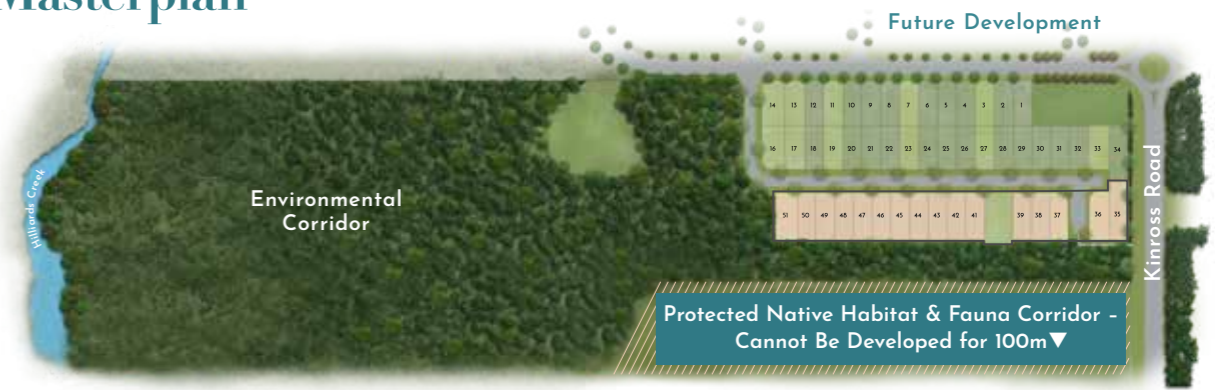 Masterplan
Future Development
14 13 12 11 10 9 8 7 6 5 4 3 2 1
16 17 18 19 20 21 22 23 24 25 26 27 28 29 30 31 32 33 34
Environmental
Corridor
Hilliards Creek
Kinross Road
51 50 49 48 47 46 45 44 43 42 41 39 38 37 36 35
Protected Native Habitat & Fauna Corridor –
Cannot Be Developed for 100m▼